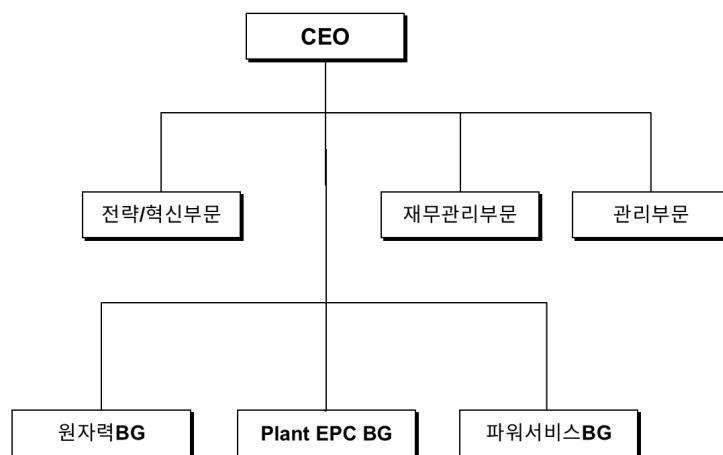 CEO
전략/혁신부문
재무관리부문
관리부문
원자력BG
Plant EPC BG
파워서비스BG